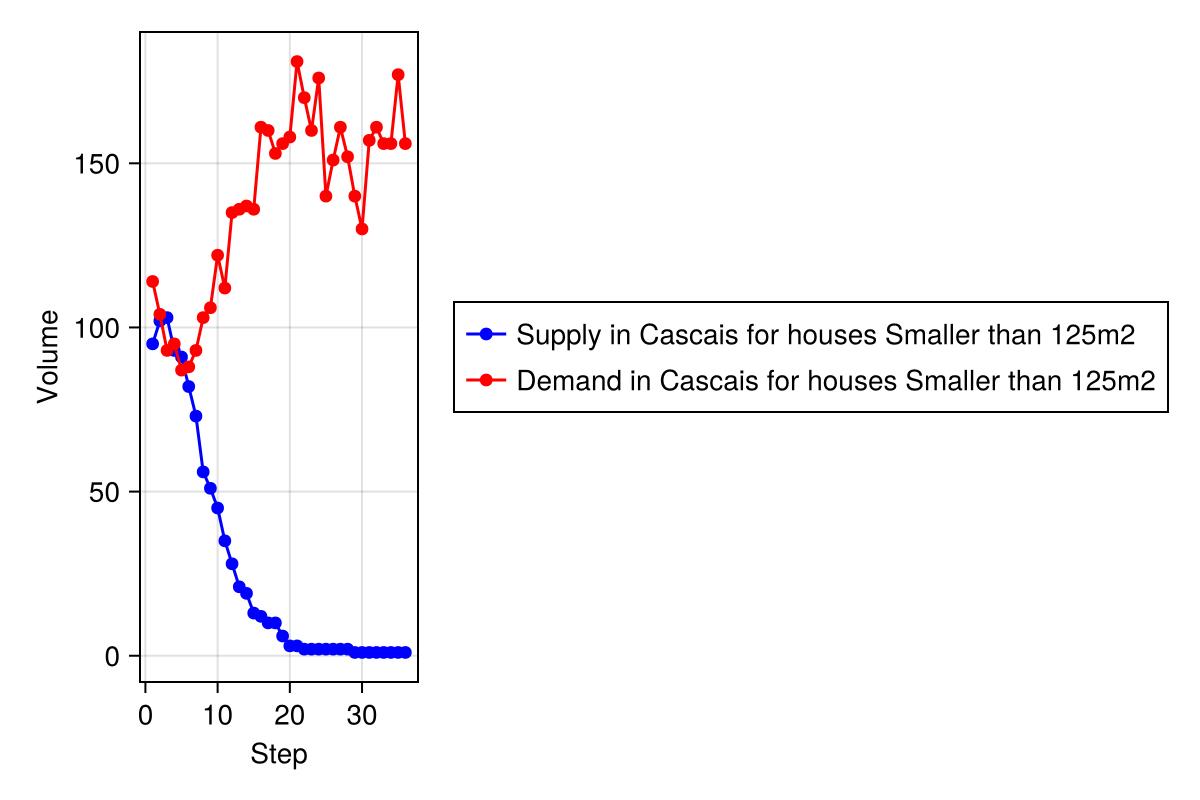 150
100
50
0
Volume
0 10 20 30
Step
Supply in Cascais for houses Smaller than 125m2
Demand in Cascais for houses Smaller than 125m2